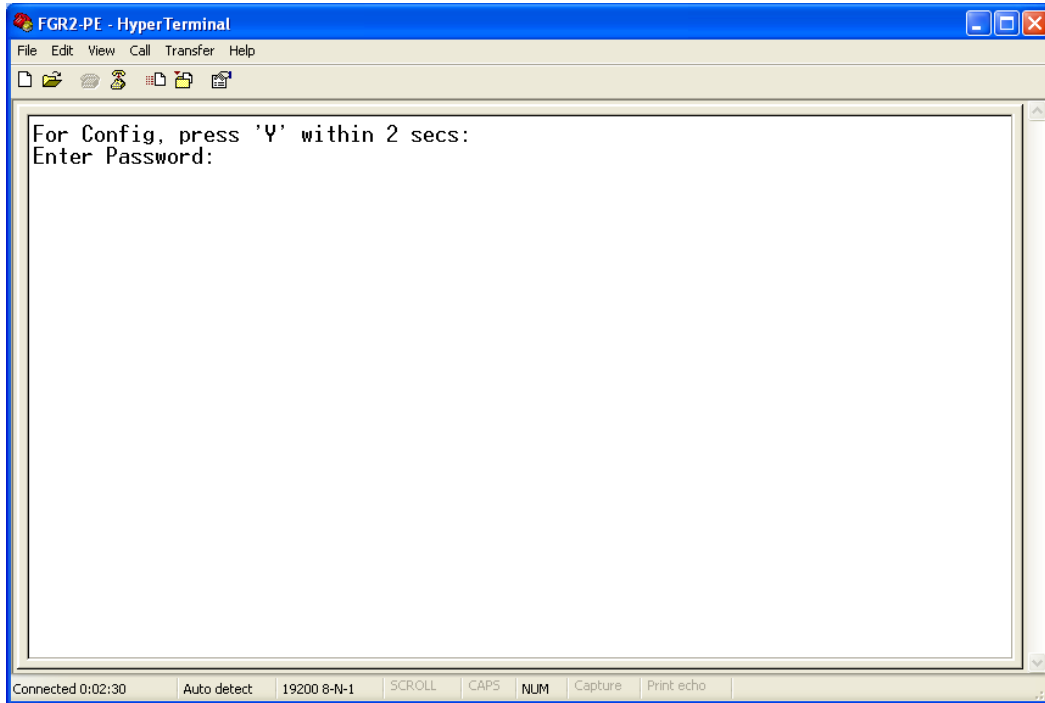 FGR2-PE - HyperTerminal
File Edit View Call Transfer Help
For Config, press 'Y' within 2 secs:
Enter Password:
Connected 0:02:30 Auto detect 19200 8-N-1 SCROLL CAPS NUM Capture Print echo